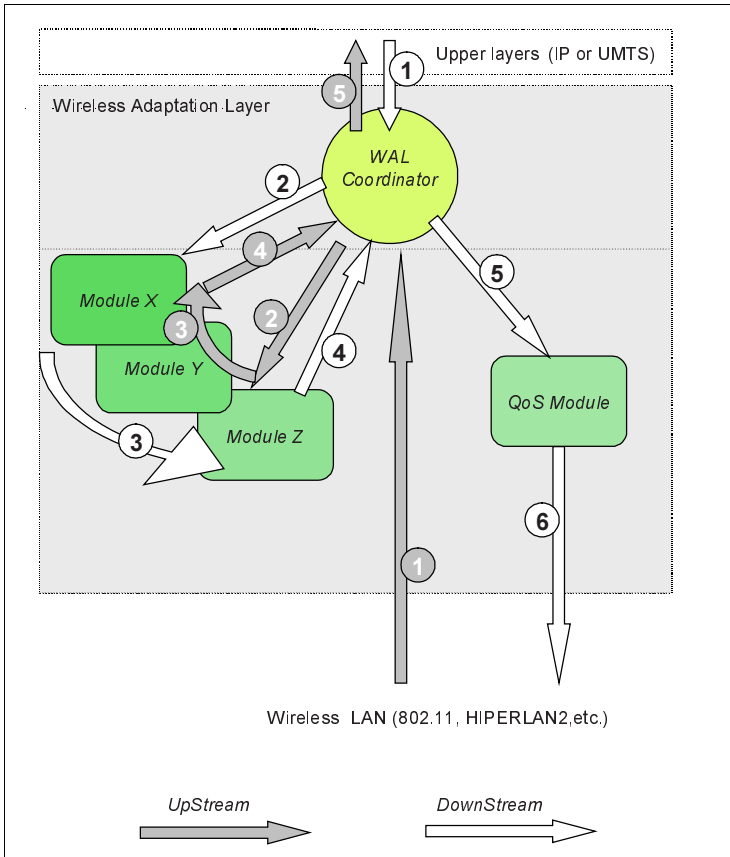 Upper layers (IP or UMTS)
1
5
Wireless Adaptation Layer
WAL
Coordinator
2
4
5
Module X
2
3
4
Module Y
QoS Module
3
Module Z
6
1
Wireless LAN (802.11, HIPERLAN2,etc.)
UpStream
DownStream